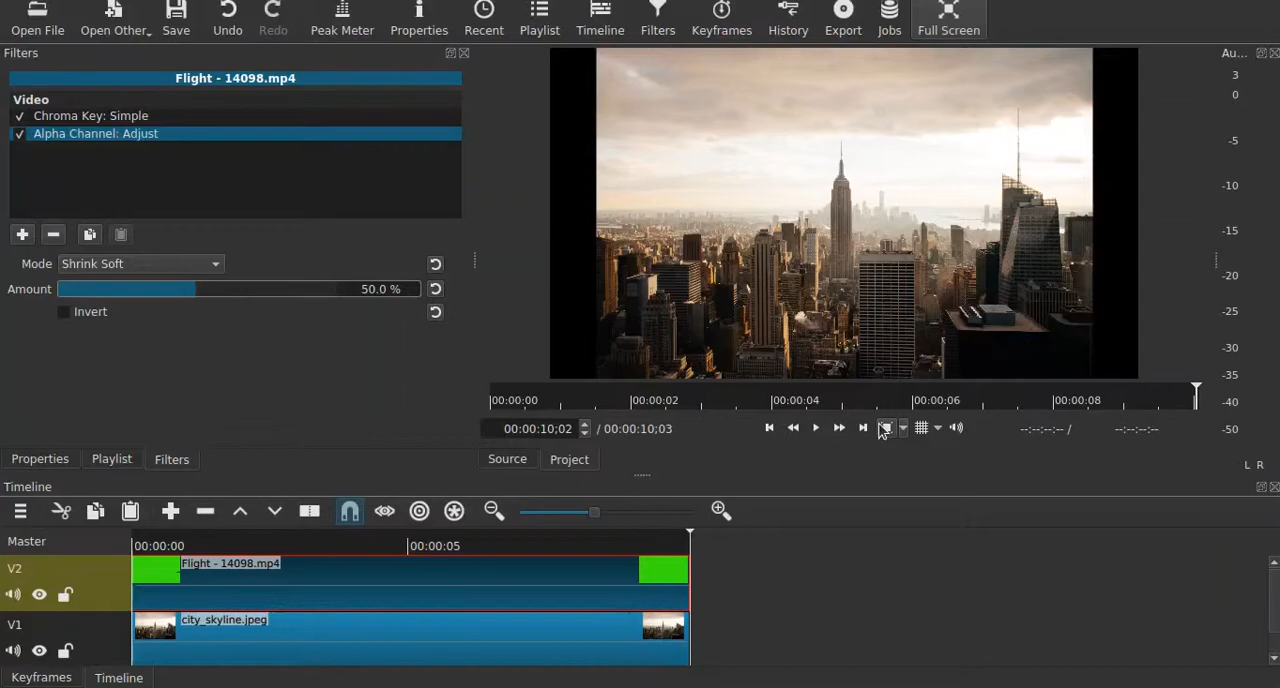 Open File Open Other.. Save Undo Redo Peak Meter Properties Recent Playlist Timeline Filters Keyframes History Export Jobs Full Screen
Filters
Au...
Flight - 14098.mp4
Video
Chroma Key: Simple
Alpha Channel: Adjust
Mode Shrink Soft
Amount 50.0 %
Invert
3
0
-5
-10
-15
-20
-25
-30
-35
-40
-50
L R
00:00:00 00:00:02 00:00:04 00:00:06 00:00:08
00:00:10;02 / 00:00:10;03
--:--:--:-- / --:--:--:--
Properties Playlist Filters
Source Project
Timeline
Master 00:00:00 00:00:05
V2 Flight - 14098.mp4
V1 city_skyline.jpeg
Keyframes Timeline